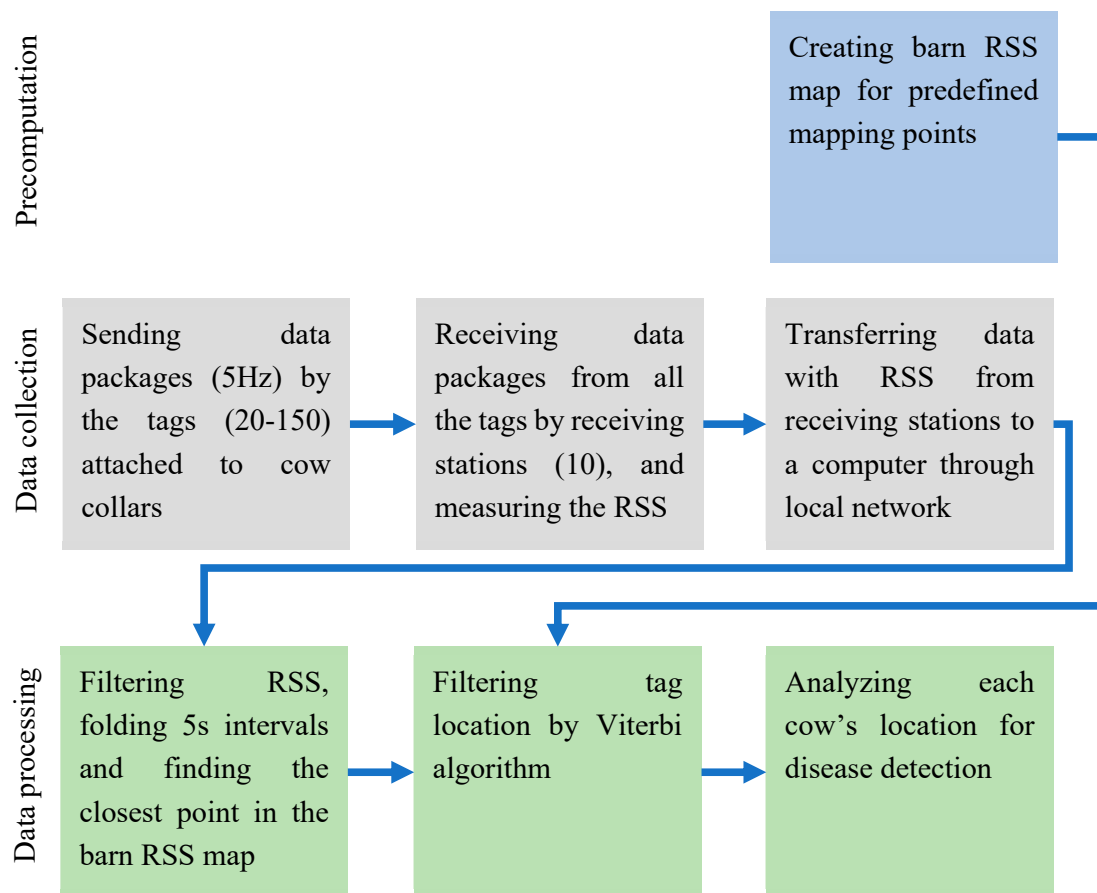 Precomputation
Creating barn RSS
map for predefined
mapping points
Data collection
Sending data
packages (5Hz) by
the tags (20-150)
attached to cow
collars
Receiving data
packages from all
the tags by receiving
stations (10), and
measuring the RSS
Transferring data
with RSS from
receiving stations to
a computer through
local network
Data processing
Filtering RSS,
folding 5s intervals
and finding the
closest point in the
barn RSS map
Filtering tag
location by Viterbi
algorithm
Analyzing each
cow's location for
disease detection